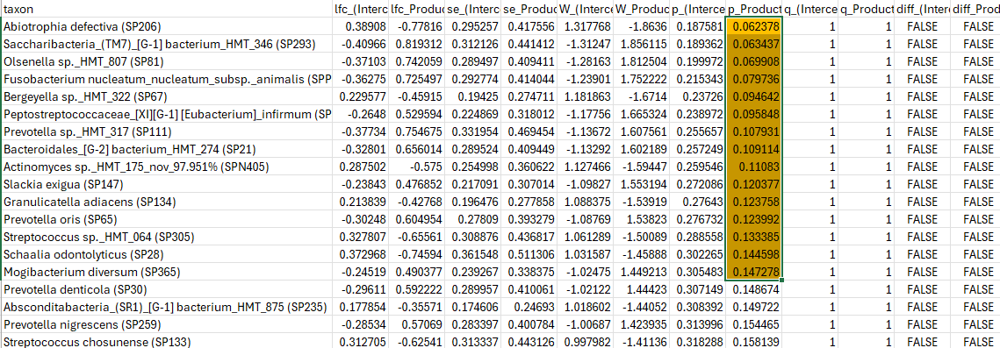 taxon lfc_(Interce lfc_Produc se_(Interc se_Produc W_(Interc W_Produc p_(Interce p_Product q_(Interce q_Product diff_(Inter diff_Prod
Abiotrophia defectiva (SP206) 0.38908 -0.77816 0.295257 0.417556 1.317768 -1.8636 0.187581 0.062378 1 1 FALSE FALSE
Saccharibacteria_(TM7)_[G-1] bacterium_HMT_346 (SP293) -0.40966 0.819312 0.312126 0.441412 -1.31247 1.856115 0.189362 0.063437 1 1 FALSE FALSE
Olsenella sp._HMT_807 (SP81) -0.37103 0.742059 0.289497 0.409411 -1.28163 1.812504 0.199972 0.069908 1 1 FALSE FALSE
Fusobacterium nucleatum_nucleatum_subsp._animalis (SPP -0.36275 0.725497 0.292774 0.414044 -1.23901 1.752222 0.215343 0.079736 1 1 FALSE FALSE
Bergeyella sp._HMT_322 (SP67) 0.229577 -0.45915 0.19425 0.274711 1.181863 -1.6714 0.23726 0.094642 1 1 FALSE FALSE
Peptostreptococcaceae_[XI][G-1] [Eubacterium]_infirmum (SP -0.2648 0.529594 0.224869 0.318012 -1.17756 1.665324 0.238972 0.095848 1 1 FALSE FALSE
Prevotella sp._HMT_317 (SP111) -0.37734 0.754675 0.331954 0.469454 -1.13672 1.607561 0.255657 0.107931 1 1 FALSE FALSE
Bacteroidales_[G-2] bacterium_HMT_274 (SP21) -0.32801 0.656014 0.289524 0.409449 -1.13292 1.602189 0.257249 0.109114 1 1 FALSE FALSE
Actinomyces sp._HMT_175_nov_97.951% (SPN405) 0.287502 -0.575 0.254998 0.360622 1.127466 -1.59447 0.259546 0.11083 1 1 FALSE FALSE
Slackia exigua (SP147) -0.23843 0.476852 0.217091 0.307014 -1.09827 1.553194 0.272086 0.120377 1 1 FALSE FALSE
Granulicatella adiacens (SP134) 0.213839 -0.42768 0.196476 0.277858 1.088375 -1.53919 0.27643 0.123758 1 1 FALSE FALSE
Prevotella oris (SP65) -0.30248 0.604954 0.27809 0.393279 -1.08769 1.53823 0.276732 0.123992 1 1 FALSE FALSE
Streptococcus sp._HMT_064 (SP305) 0.327807 -0.65561 0.308876 0.436817 1.061289 -1.50089 0.288558 0.133385 1 1 FALSE FALSE
Schaalia odontolyticus (SP28) 0.372968 -0.74594 0.361548 0.511306 1.031587 -1.45888 0.302265 0.144598 1 1 FALSE FALSE
Mogibacterium diversum (SP365) -0.24519 0.490377 0.239267 0.338375 -1.02475 1.449213 0.305483 0.147278 1 1 FALSE FALSE
Prevotella denticola (SP30) -0.29611 0.592222 0.289957 0.410061 -1.02122 1.44423 0.307149 0.148674 1 1 FALSE FALSE
Absconditabacteria_(SR1)_[G-1] bacterium_HMT_875 (SP235) 0.177854 -0.35571 0.174606 0.24693 1.018602 -1.44052 0.308392 0.149722 1 1 FALSE FALSE
Prevotella nigrescens (SP259) -0.28534 0.57069 0.283397 0.400784 -1.00687 1.423935 0.313996 0.154465 1 1 FALSE FALSE
Streptococcus chosunense (SP133) 0.312705 -0.62541 0.313337 0.443126 0.997982 -1.41136 0.318288 0.158139 1 1 FALSE FALSE